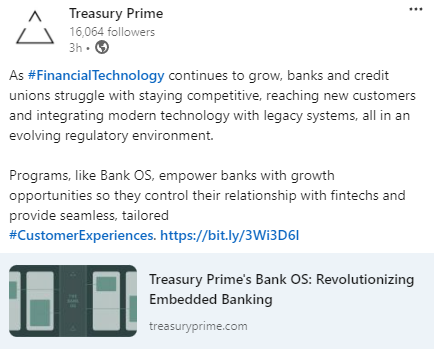 Treasury Prime
16,064 followers
3h •
As #FinancialTechnology continues to grow, banks and credit
unions struggle with staying competitive, reaching new customers
and integrating modern technology with legacy systems, all in an
evolving regulatory environment.
Programs, like Bank OS, empower banks with growth
opportunities so they control their relationship with fintechs and
provide seamless, tailored
#CustomerExperiences. https://bit.ly/3Wi3D6I
Treasury Prime's Bank OS: Revolutionizing
Embedded Banking
treasuryprime.com